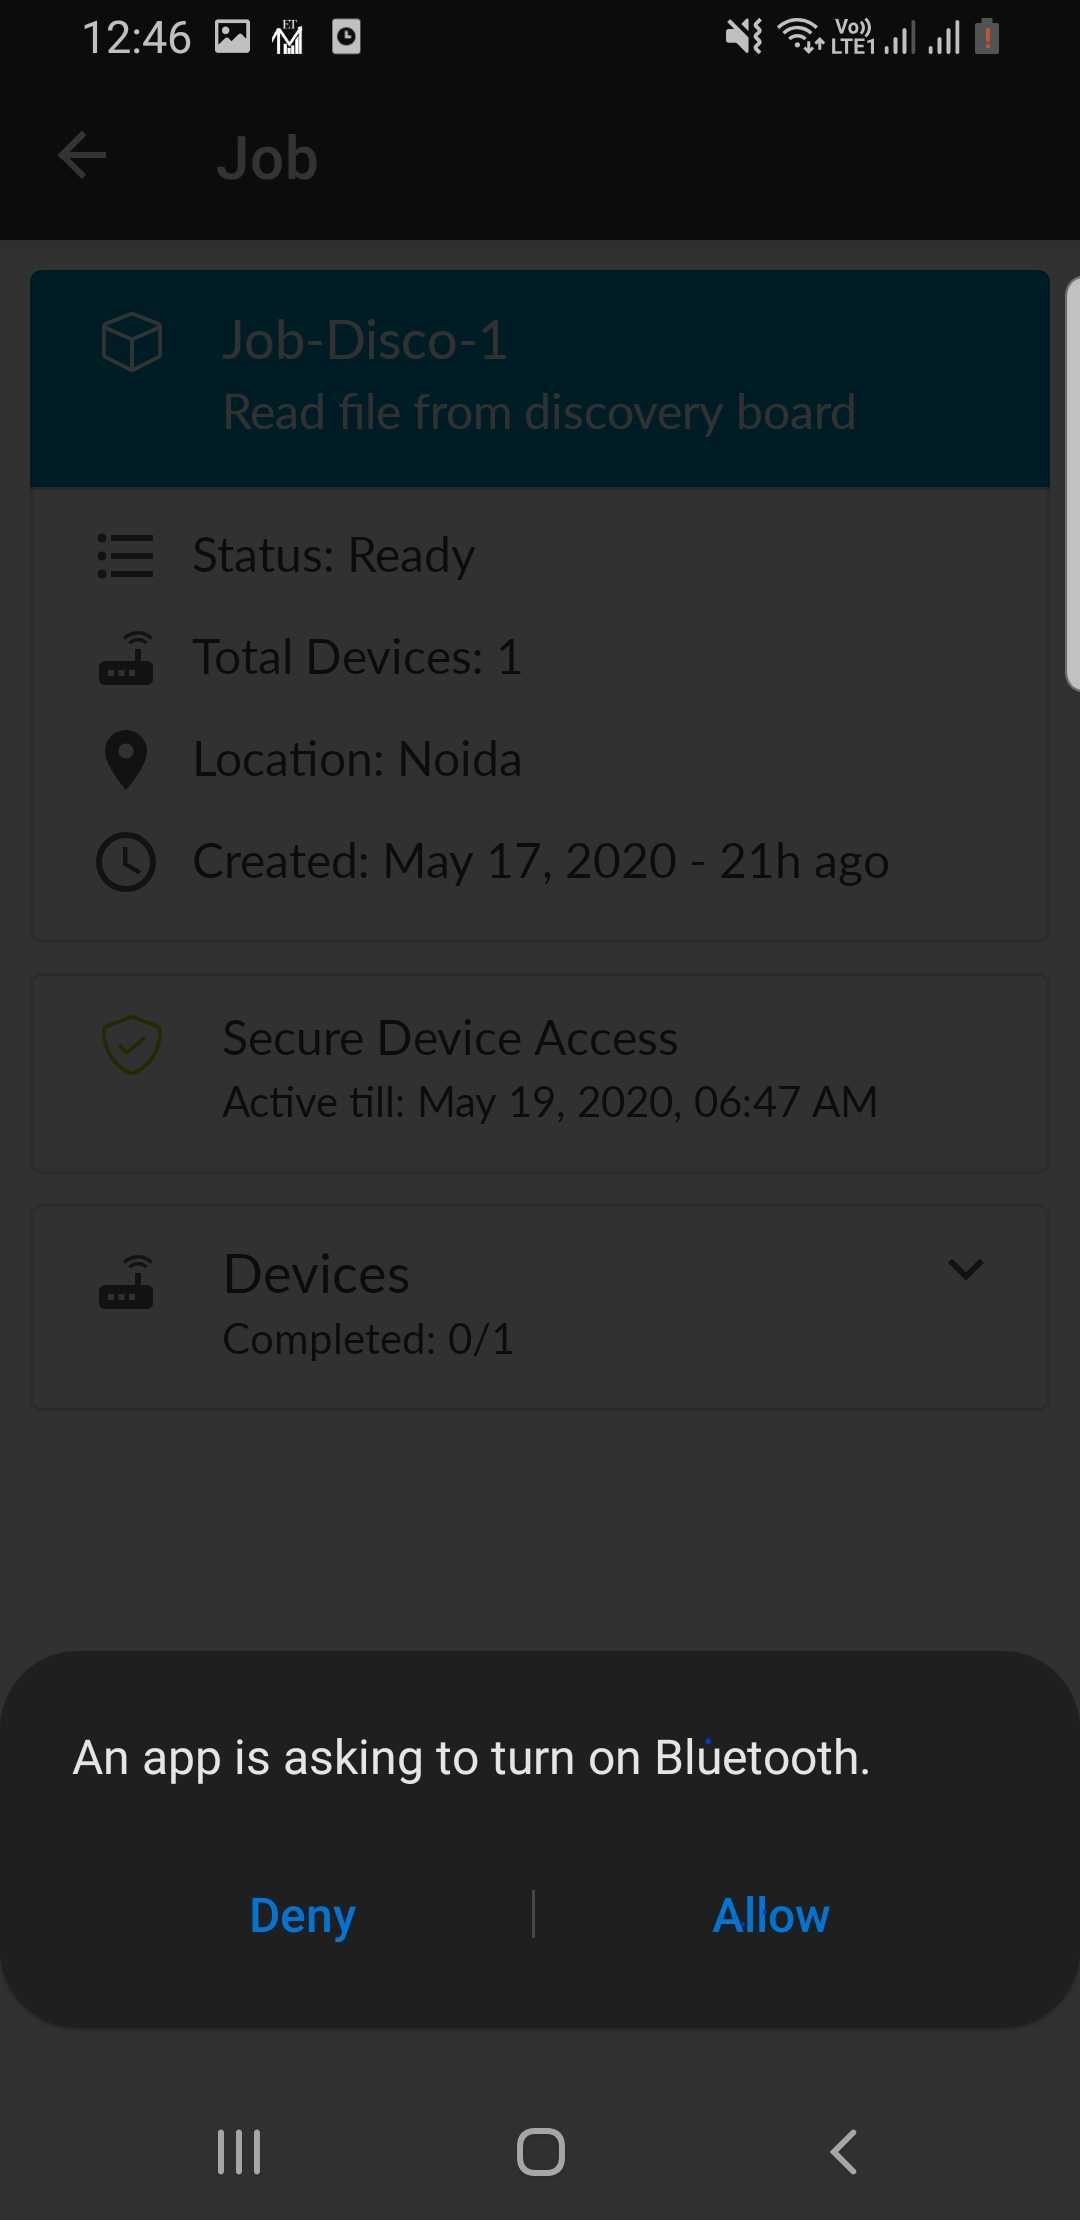 12:46 ET M Vo)) LTE1
Job
Job-Disco-1
Read file from discovery board
Status: Ready
Total Devices: 1
Location: Noida
Created: May 17, 2020 - 21h ago
Secure Device Access
Active till: May 19, 2020, 06:47 AM
Devices
Completed: 0/1
An app is asking to turn on Bluetooth.
Deny | Allow